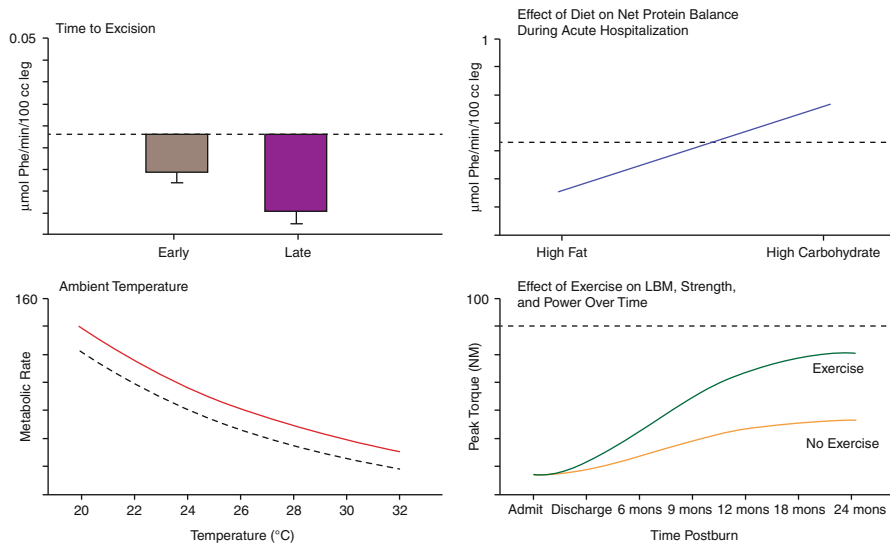 Time to Excision
0.05
µmol Phe/min/100 cc leg
Early
Late
Effect of Diet on Net Protein Balance
During Acute Hospitalization
1
µmol Phe/min/100 cc leg
High Fat
High Carbohydrate
Ambient Temperature
160
Metabolic Rate
20 22 24 26 28 30 32
Temperature (°C)
Effect of Exercise on LBM, Strength,
and Power Over Time
100
Peak Torque (NM)
Exercise
No Exercise
Admit Discharge 6 mons 9 mons 12 mons 18 mons 24 mons
Time Postburn